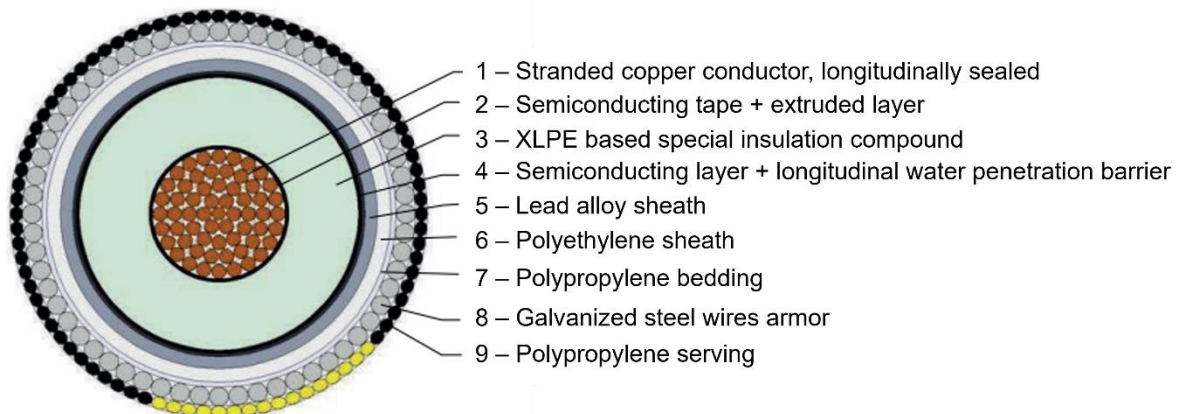 1 – Stranded copper conductor, longitudinally sealed
2 – Semiconducting tape + extruded layer
3 – XLPE based special insulation compound
4 – Semiconducting layer + longitudinal water penetration barrier
5 – Lead alloy sheath
6 – Polyethylene sheath
7 – Polypropylene bedding
8 – Galvanized steel wires armor
9 – Polypropylene serving